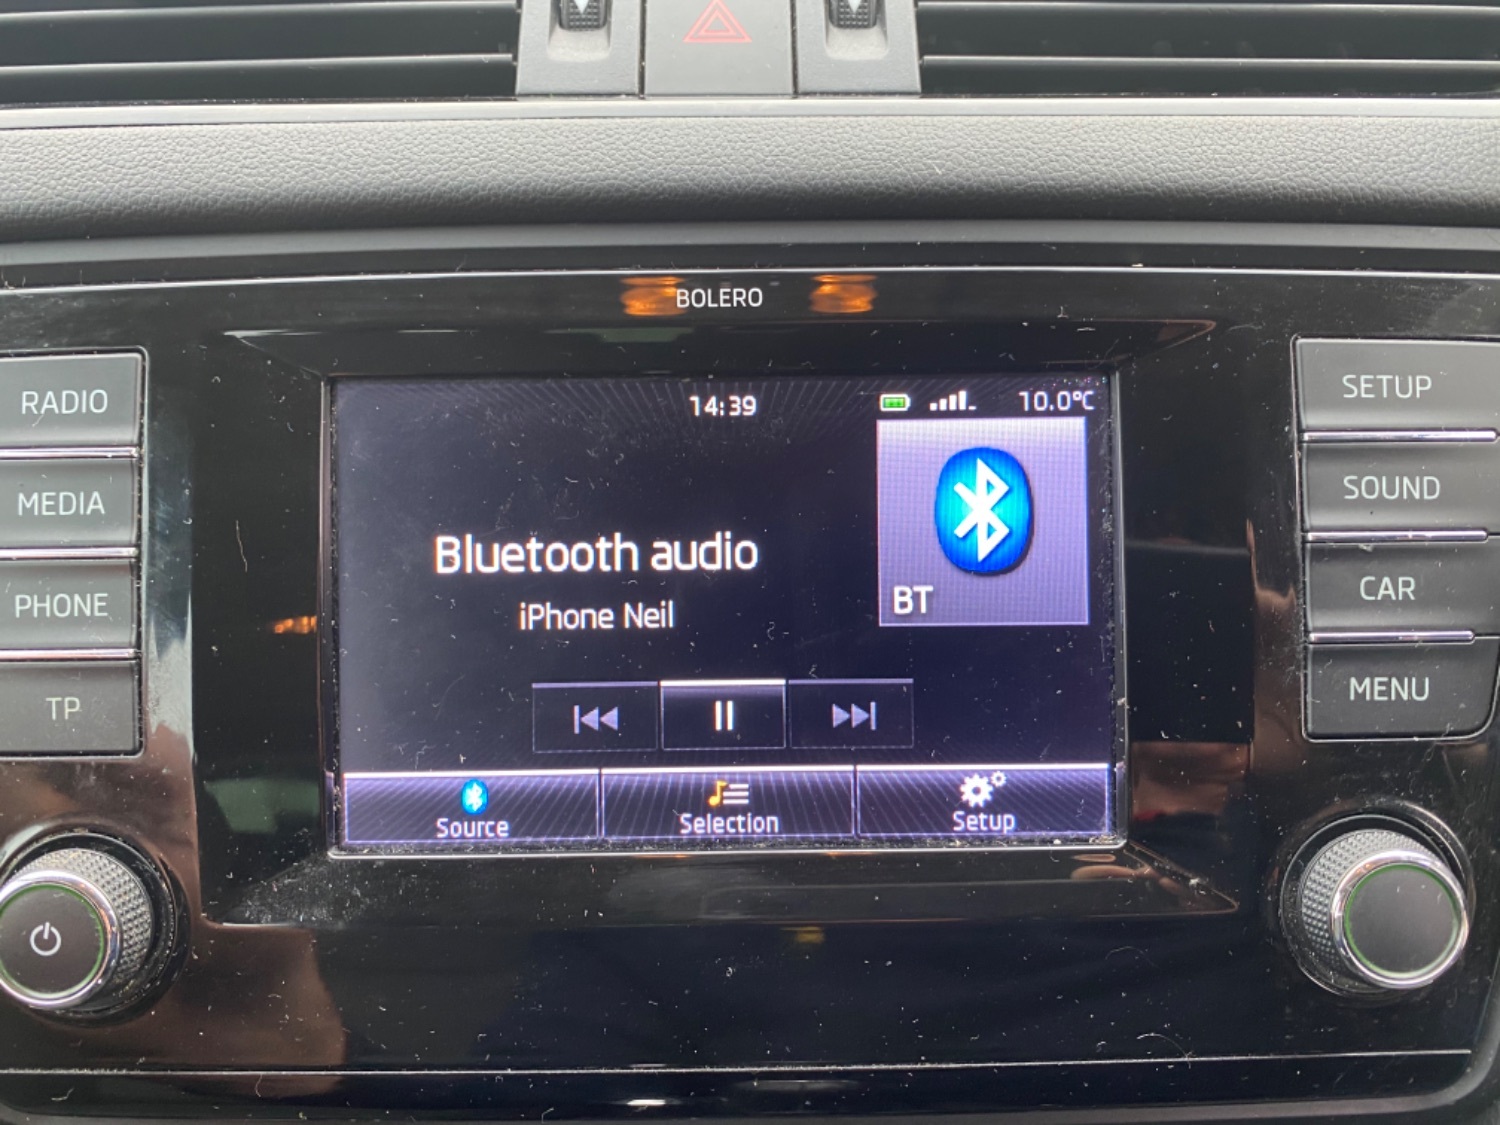 BOLERO
RADIO
MEDIA
PHONE
TP
14:39
10.0°C
Bluetooth audio
iPhone Neil
BT
Source
Selection
Setup
SETUP
SOUND
CAR
MENU